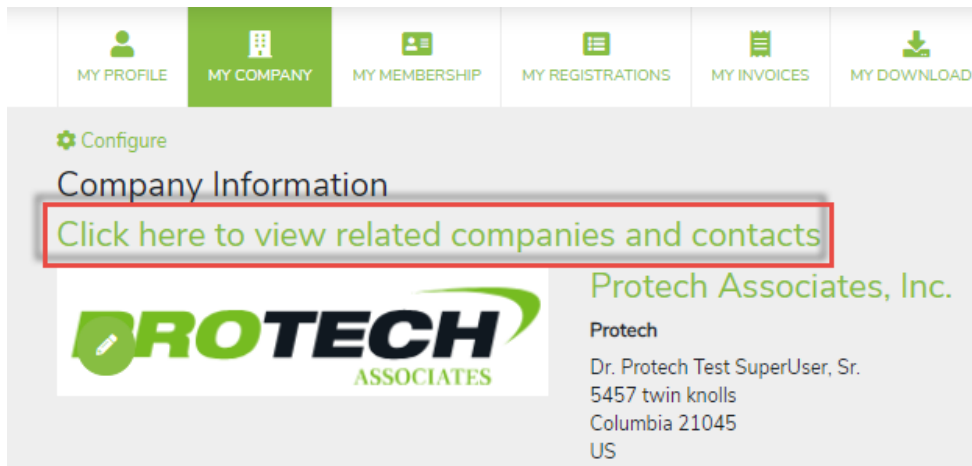 MY PROFILE
MY COMPANY
MY MEMBERSHIP
MY REGISTRATIONS
MY INVOICES
MY DOWNLOAD
Configure
Company Information
Click here to view related companies and contacts
PROTECH
ASSOCIATES
Protech Associates, Inc.
Protech
Dr. Protech Test SuperUser, Sr.
5457 twin knolls
Columbia 21045
US